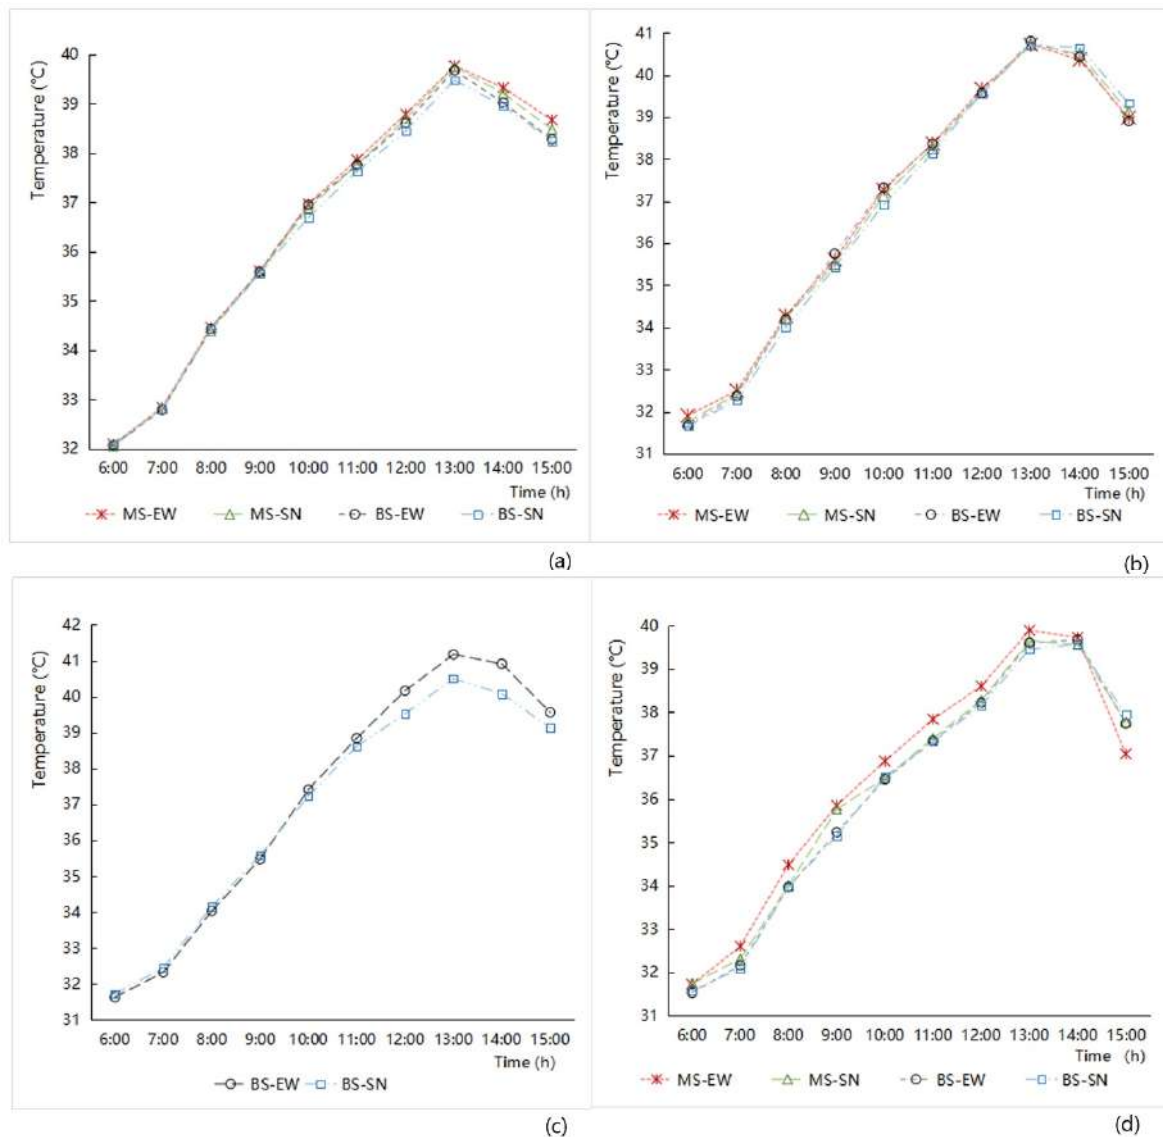 Temperature (°C)
40
39
38
37
36
35
34
33
32
6:00 7:00 8:00 9:00 10:00 11:00 12:00 13:00 14:00 15:00
Time (h)
MS-EW MS-SN BS-EW BS-SN
(a)
Temperature (°C)
41
40
39
38
37
36
35
34
33
32
31
6:00 7:00 8:00 9:00 10:00 11:00 12:00 13:00 14:00 15:00
Time (h)
MS-EW MS-SN BS-EW BS-SN
(b)
Temperature (°C)
42
41
40
39
38
37
36
35
34
33
32
31
6:00 7:00 8:00 9:00 10:00 11:00 12:00 13:00 14:00 15:00
Time (h)
BS-EW BS-SN
(c)
Temperature (°C)
40
39
38
37
36
35
34
33
32
31
6:00 7:00 8:00 9:00 10:00 11:00 12:00 13:00 14:00 15:00
Time (h)
MS-EW MS-SN BS-EW BS-SN
(d)